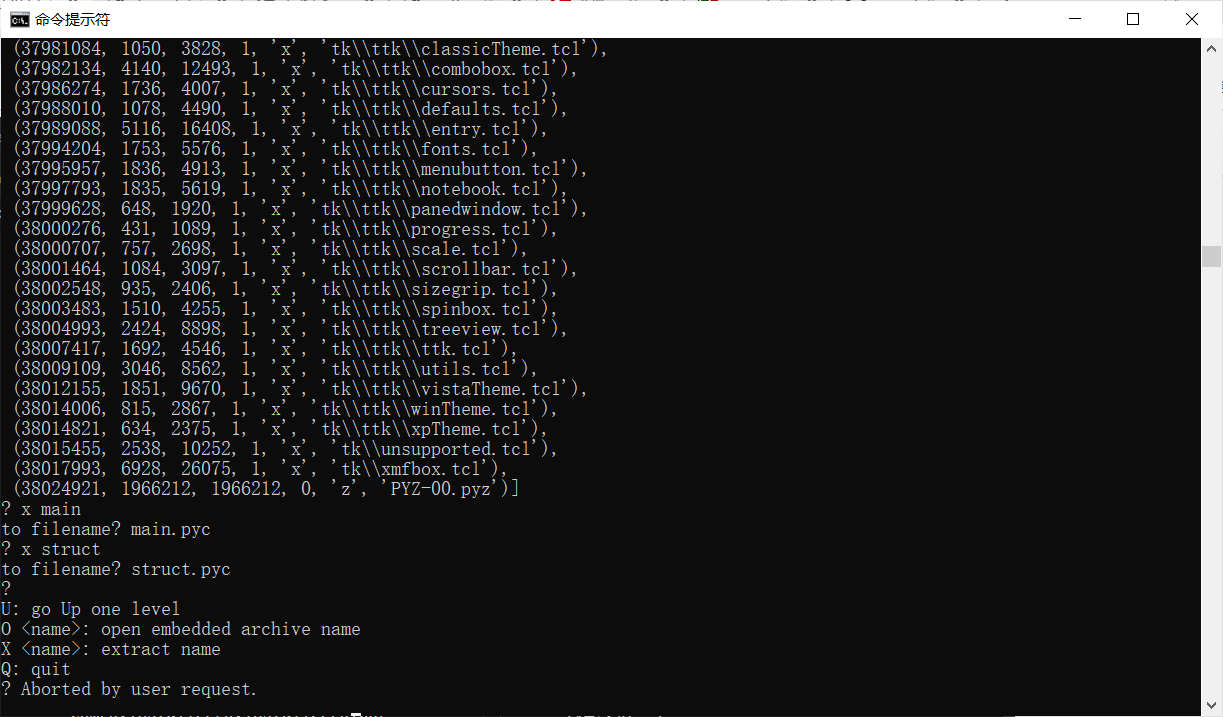 命令提示符
(37981084, 1050, 3828, 1, 'x', 'tk\\ttk\\classicTheme.tcl'),
(37982134, 4140, 12493, 1, 'x', 'tk\\ttk\\combobox.tcl'),
(37986274, 1736, 4007, 1, 'x', 'tk\\ttk\\cursors.tcl'),
(37988010, 1078, 4490, 1, 'x', 'tk\\ttk\\defaults.tcl'),
(37989088, 5116, 16408, 1, 'x', 'tk\\ttk\\entry.tcl'),
(37994204, 1753, 5576, 1, 'x', 'tk\\ttk\\fonts.tcl'),
(37995957, 1836, 4913, 1, 'x', 'tk\\ttk\\menubutton.tcl'),
(37997793, 1835, 5619, 1, 'x', 'tk\\ttk\\notebook.tcl'),
(37999628, 648, 1920, 1, 'x', 'tk\\ttk\\panedwindow.tcl'),
(38000276, 431, 1089, 1, 'x', 'tk\\ttk\\progress.tcl'),
(38000707, 757, 2698, 1, 'x', 'tk\\ttk\\scale.tcl'),
(38001464, 1084, 3097, 1, 'x', 'tk\\ttk\\scrollbar.tcl'),
(38002548, 935, 2406, 1, 'x', 'tk\\ttk\\sizegrip.tcl'),
(38003483, 1510, 4255, 1, 'x', 'tk\\ttk\\spinbox.tcl'),
(38004993, 2424, 8898, 1, 'x', 'tk\\ttk\\treeview.tcl'),
(38007417, 1692, 4546, 1, 'x', 'tk\\ttk\\ttk.tcl'),
(38009109, 3046, 8562, 1, 'x', 'tk\\ttk\\utils.tcl'),
(38012155, 1851, 9670, 1, 'x', 'tk\\ttk\\vistaTheme.tcl'),
(38014006, 815, 2867, 1, 'x', 'tk\\ttk\\winTheme.tcl'),
(38014821, 634, 2375, 1, 'x', 'tk\\ttk\\xpTheme.tcl'),
(38015455, 2538, 10252, 1, 'x', 'tk\\unsupported.tcl'),
(38017993, 6928, 26075, 1, 'x', 'tk\\xmfbox.tcl'),
(38024921, 1966212, 1966212, 0, 'z', 'PYZ-00.pyz')]
? x main
to filename? main.pyc
? x struct
to filename? struct.pyc
?
U: go Up one level
O <name>: open embedded archive name
X <name>: extract name
Q: quit
? Aborted by user request.